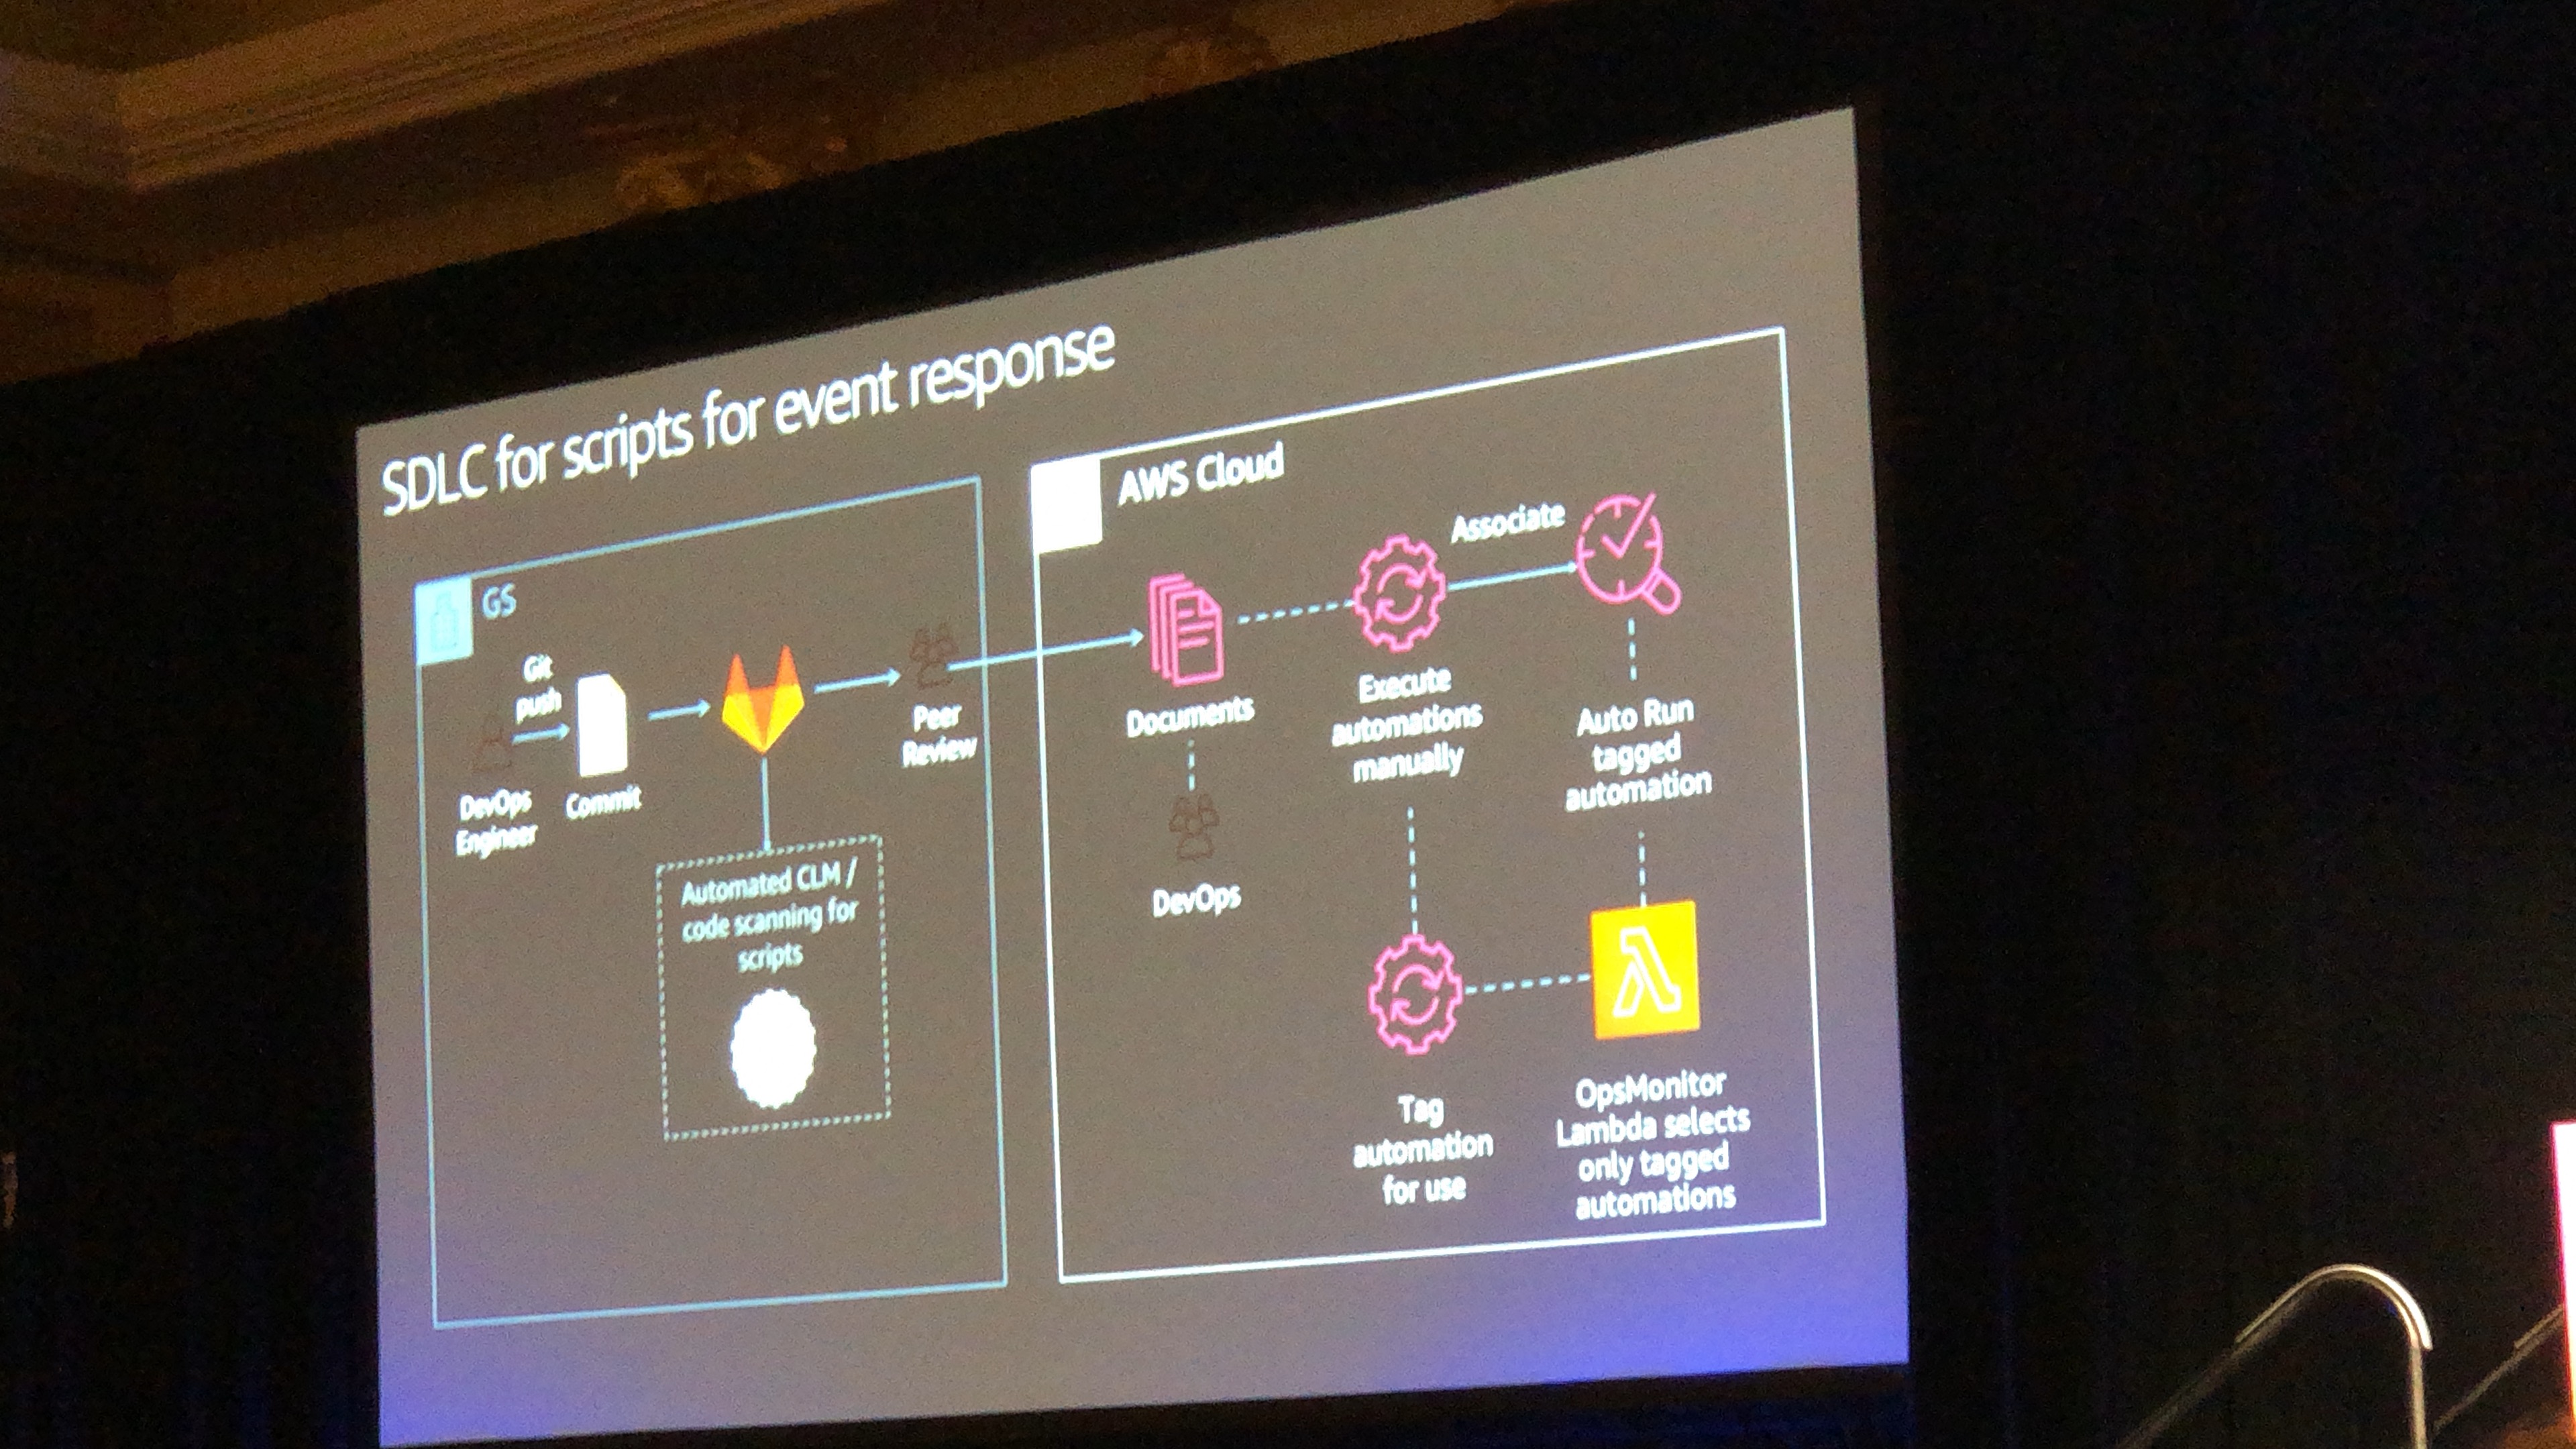 SDLC for scripts for event response
GS
Git
push
DevOps
Engineer
Commit
Peer
Review
Automated CLM /
code scanning for
scripts
AWS Cloud
Documents
DevOps
Execute
automations
manually
Associate
Auto Run
tagged
automation
Tag
automation
for use
OpsMonitor
Lambda selects
only tagged
automations